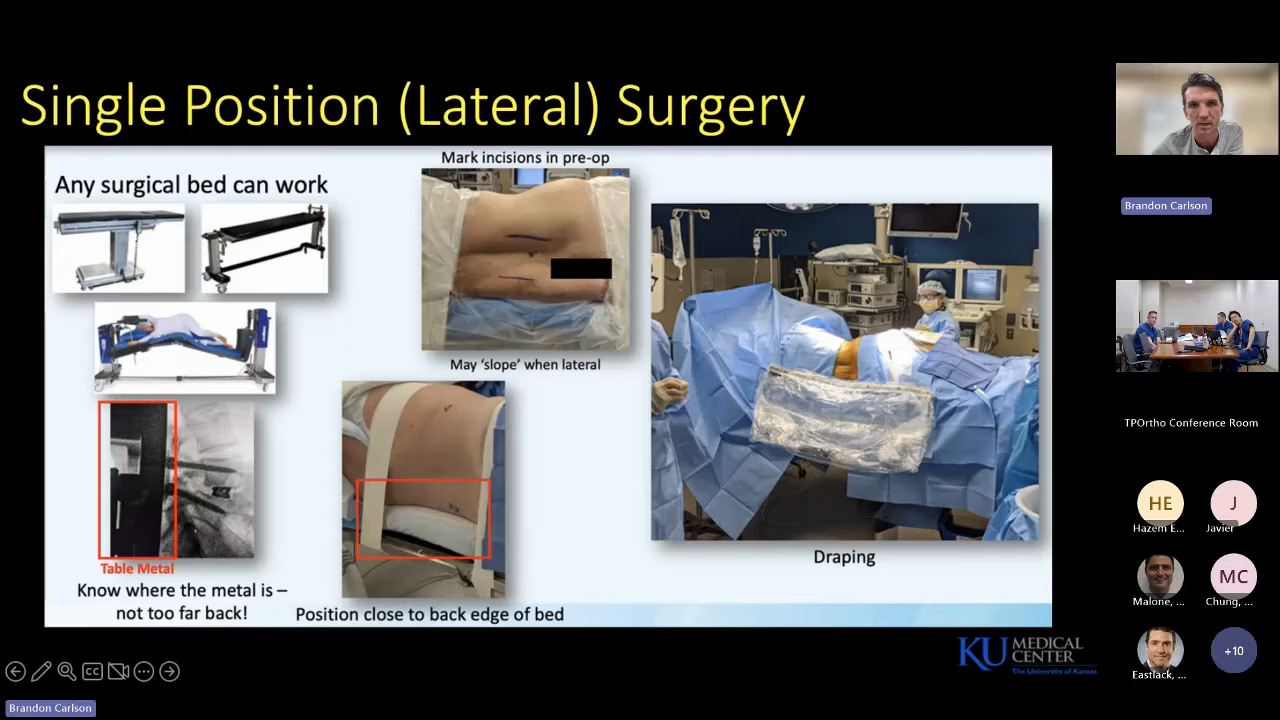 Single Position (Lateral) Surgery
Any surgical bed can work
Mark incisions in pre-op
May 'slope' when lateral
Table Metal
Know where the metal is –
not too far back!
Position close to back edge of bed
Draping
KU MEDICAL
CENTER
The University of Kansas
CC
Brandon Carlson
Brandon Carlson
TPOrtho Conference Room
HE
Hazem E...
J
Javier
Malone, ...
MC
Chung, ...
Eastlack, ...
+10